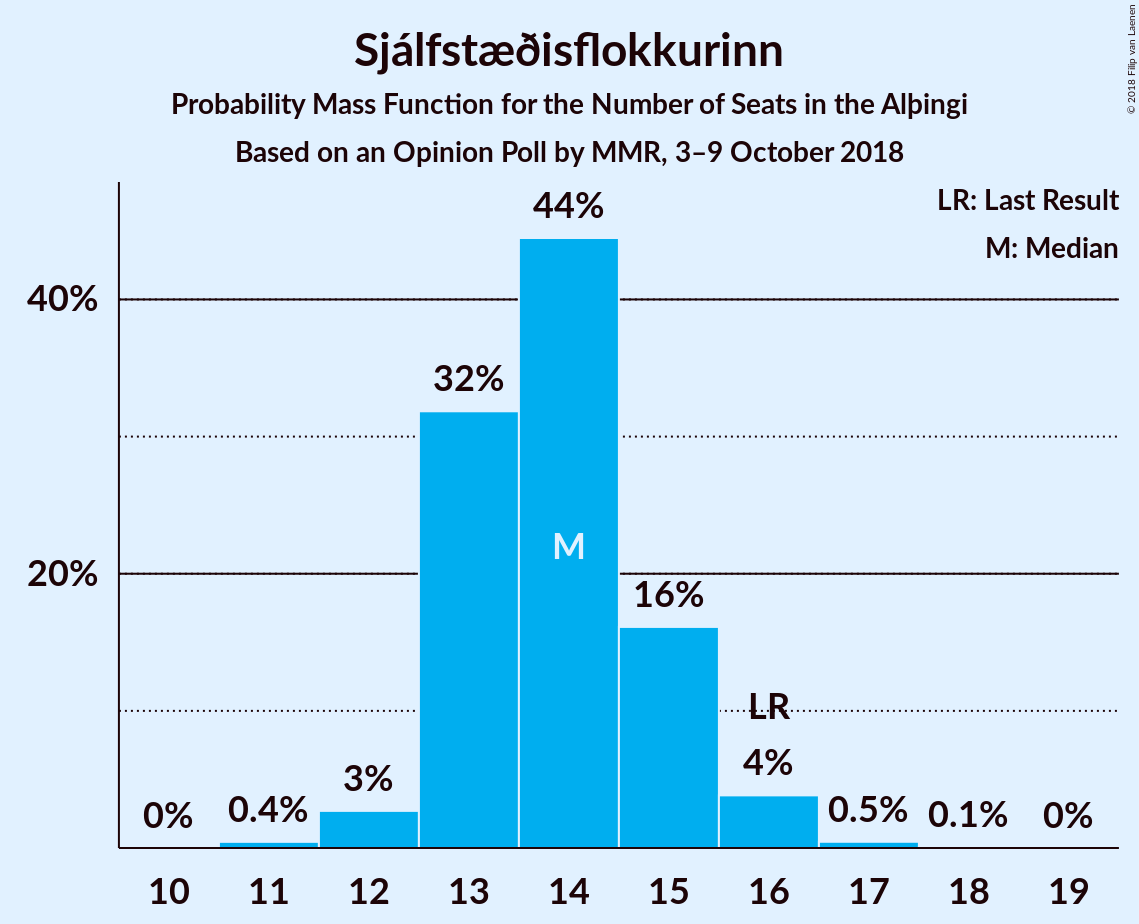 Sjálfstæðisflokkurinn
Probability Mass Function for the Number of Seats in the Alþingi
Based on an Opinion Poll by MMR, 3–9 October 2018
© 2018 Filip van Laenen
LR: Last Result
M: Median
40%
20%
0%
0.4%
3%
32%
44%
M
16%
LR
4%
0.5%
0.1%
0%
10 11 12 13 14 15 16 17 18 19